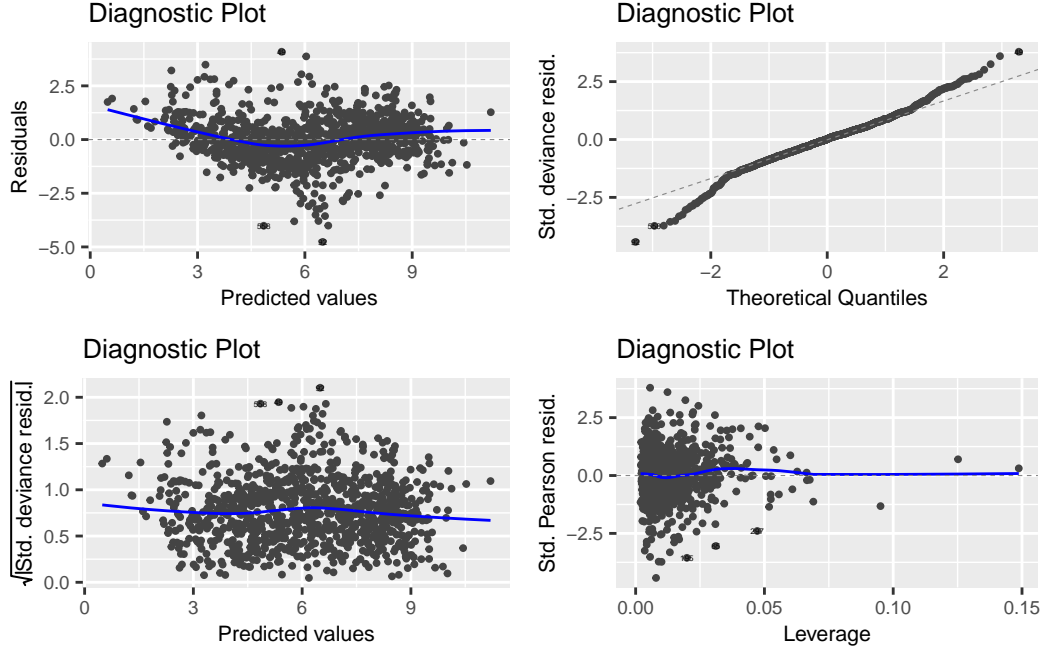 Diagnostic Plot
Residuals
2.5
0.0
−2.5
−5.0
0
3
6
9
Predicted values
Diagnostic Plot
Std. deviance resid.
2.5
0.0
−2.5
−2
0
2
Theoretical Quantiles
Diagnostic Plot
√|Std. deviance resid.|
2.0
1.5
1.0
0.5
0.0
0
3
6
9
Predicted values
Diagnostic Plot
Std. Pearson resid.
2.5
0.0
−2.5
0.00
0.05
0.10
0.15
Leverage